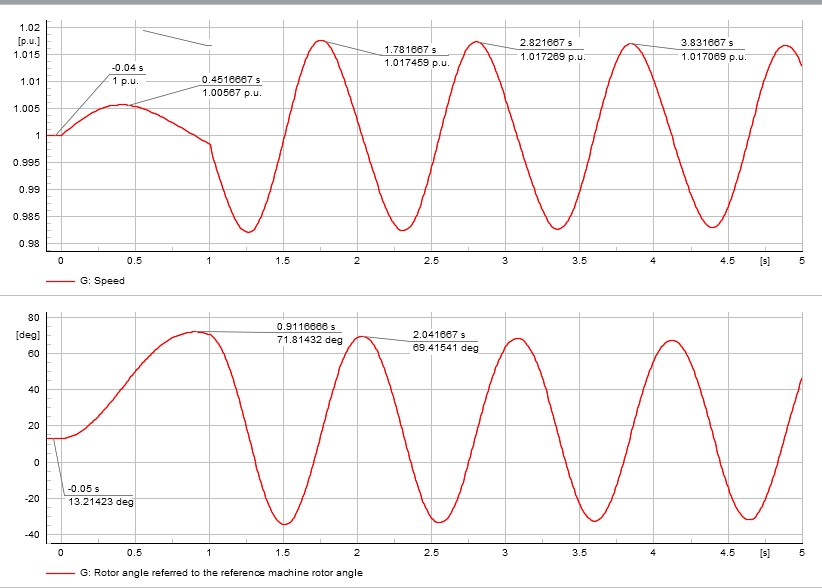 1.02
[p.u.]
1.015
1.01
1.005
1
0.995
0.99
0.985
0.98
-0.04 s
1 p.u.
0.4516667 s
1.00567 p.u.
1.781667 s
1.017459 p.u.
2.821667 s
1.017269 p.u.
3.831667 s
1.017069 p.u.
0 0.5 1 1.5 2 2.5 3 3.5 4 4.5 [s] 5
G: Speed
80
[deg]
60
40
20
0
-20
-40
0.9116666 s
71.81432 deg
2.041667 s
69.41541 deg
-0.05 s
13.21423 deg
0 0.5 1 1.5 2 2.5 3 3.5 4 4.5 [s] 5
G: Rotor angle referred to the reference machine rotor angle